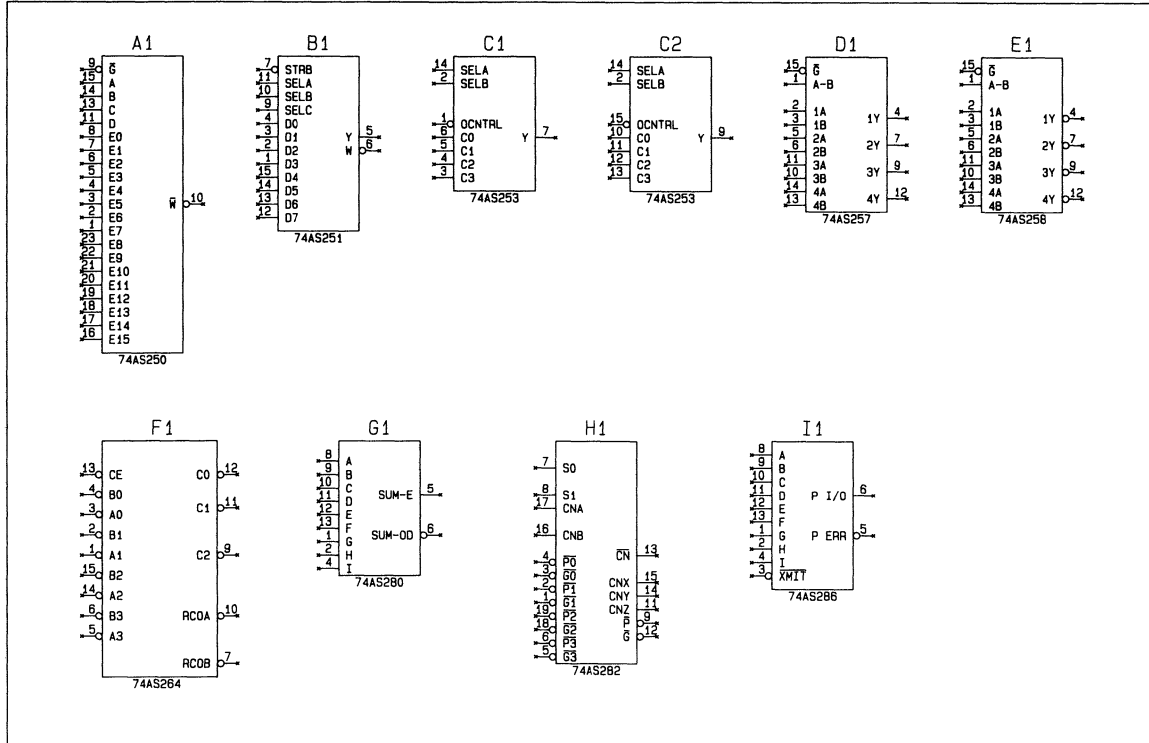 A1
9 G̅
15 A
14 B
13 C
11 D
8 E0
7 E1
6 E2
5 E3
4 E4
3 E5 W̅ 10
2 E6
1 E7
23 E8
22 E9
21 E10
20 E11
19 E12
18 E13
17 E14
16 E15
74AS250
B1
7 STRB
11 SELA
10 SELB
9 SELC
4 D0
3 D1 Y 5
2 D2 W 6
1 D3
15 D4
14 D5
13 D6
12 D7
74AS251
C1
14 SELA
2 SELB
1 OCNTRL
6 C0 Y 7
5 C1
4 C2
3 C3
74AS253
C2
14 SELA
2 SELB
15 OCNTRL
10 C0 Y 9
11 C1
12 C2
13 C3
74AS253
D1
15 G̅
1 A-B
2 1A
3 1B 1Y 4
5 2A
6 2B 2Y 7
11 3A
10 3B 3Y 9
14 4A
13 4B 4Y 12
74AS257
E1
15 G̅
1 A-B
2 1A
3 1B 1Y 4
5 2A
6 2B 2Y 7
11 3A
10 3B 3Y 9
14 4A
13 4B 4Y 12
74AS258
F1
13 CE C0 12
4 B0
3 A0 C1 11
2 B1
1 A1 C2 9
15 B2
14 A2
6 B3 RCOA 10
5 A3
RCOB 7
74AS264
G1
8 A
9 B
10 C
11 D SUM-E 5
12 E
13 F
1 G SUM-OD 6
2 H
4 I
74AS280
H1
7 S0
8 S1
17 CNA
16 CNB
C̅N̅ 13
4 P̅0̅
3 G̅0̅
2 P̅1̅ CNX 15
1 G̅1̅ CNY 14
19 P̅2̅ CNZ 11
18 G̅2̅ P̅ 9
6 P̅3̅ G̅ 12
5 G̅3̅
74AS282
I1
8 A
9 B
10 C
11 D P I/O 6
12 E
13 F
1 G P ERR 5
2 H
4 I
3 X̅M̅I̅T̅
74AS286